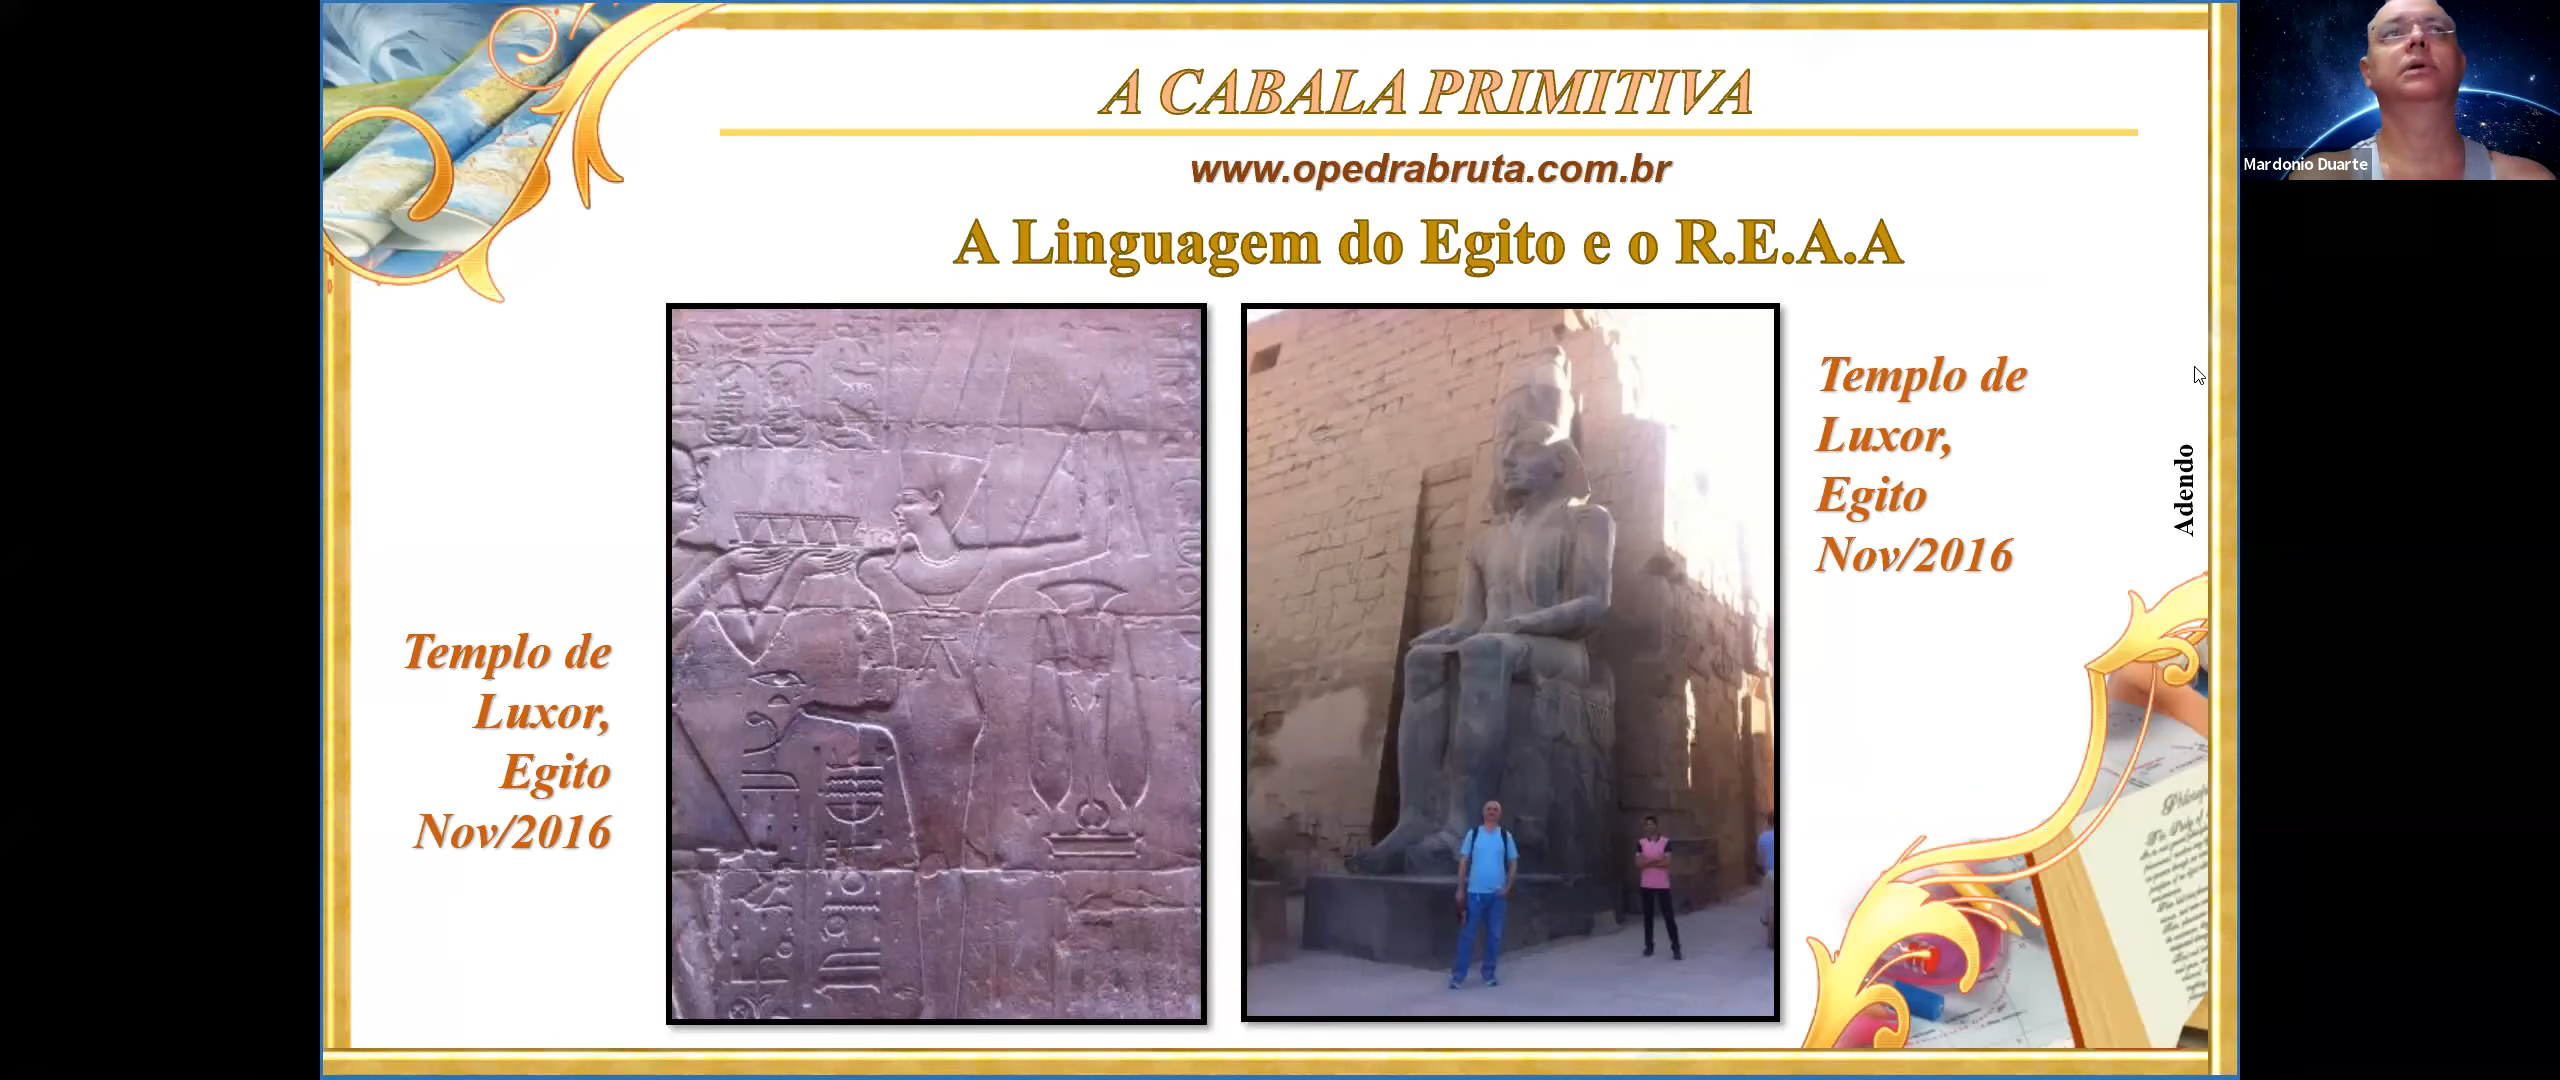 A CABALA PRIMITIVA
www.opedrabruta.com.br
A Linguagem do Egito e o R.E.A.A
Templo de
Luxor,
Egito
Nov/2016
Templo de
Luxor,
Egito
Nov/2016
Adendo
Mardonio Duarte